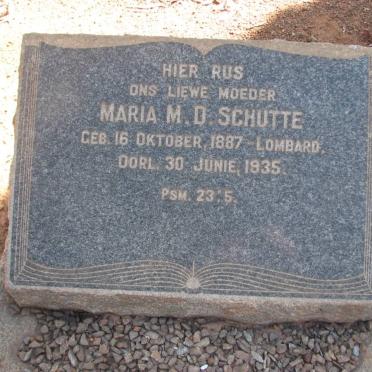 HIER RUS
ONS LIEWE MOEDER
MARIA M. D. SCHUTTE
GEB. 16 OKTOBER, 1887 - LOMBARD.
OORL. 30 JUNIE, 1935.
PSM. 23:5.